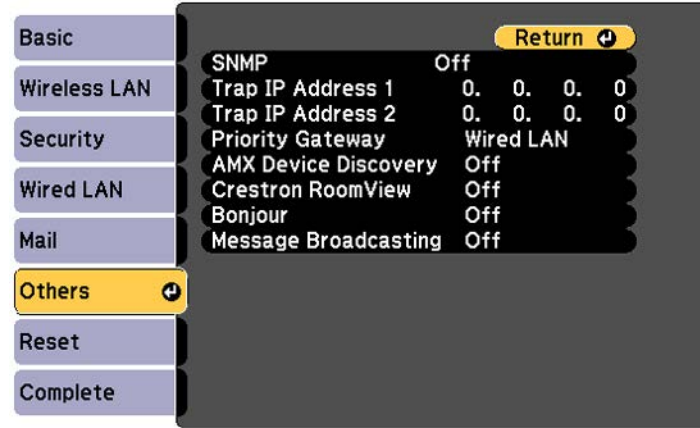 Basic
Wireless LAN
Security
Wired LAN
Mail
Others
Reset
Complete
Return
SNMP Off
Trap IP Address 1 0. 0. 0. 0
Trap IP Address 2 0. 0. 0. 0
Priority Gateway Wired LAN
AMX Device Discovery Off
Crestron RoomView Off
Bonjour Off
Message Broadcasting Off